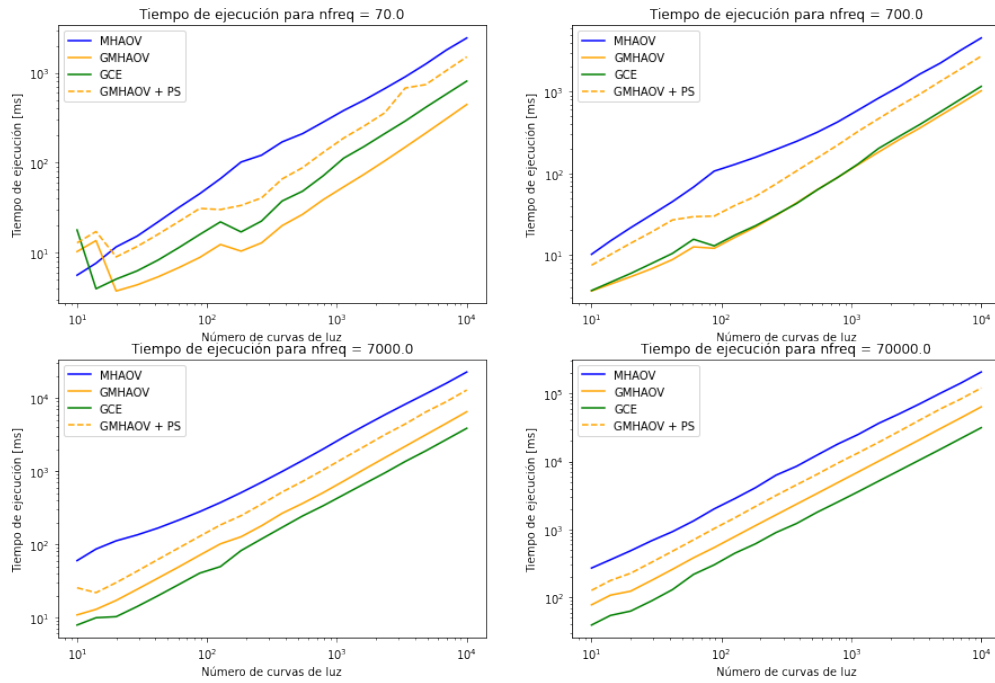 Tiempo de ejecución para nfreq = 70.0
MHAOV
GMHAOV
GCE
GMHAOV + PS
Tiempo de ejecución [ms]
10³
10²
10¹
10¹ 10² 10³ 10⁴
Número de curvas de luz
Tiempo de ejecución para nfreq = 700.0
MHAOV
GMHAOV
GCE
GMHAOV + PS
Tiempo de ejecución [ms]
10³
10²
10¹
10¹ 10² 10³ 10⁴
Número de curvas de luz
Tiempo de ejecución para nfreq = 7000.0
MHAOV
GMHAOV
GCE
GMHAOV + PS
Tiempo de ejecución [ms]
10⁴
10³
10²
10¹
10¹ 10² 10³ 10⁴
Número de curvas de luz
Tiempo de ejecución para nfreq = 70000.0
MHAOV
GMHAOV
GCE
GMHAOV + PS
Tiempo de ejecución [ms]
10⁵
10⁴
10³
10²
10¹ 10² 10³ 10⁴
Número de curvas de luz